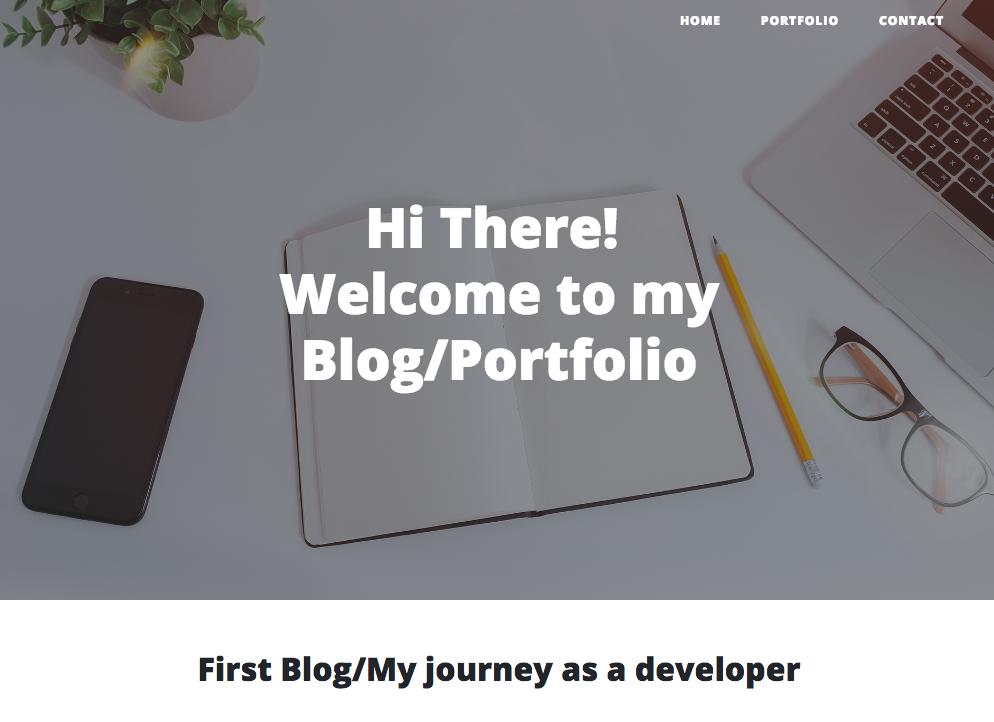 HOME PORTFOLIO CONTACT
Hi There!
Welcome to my
Blog/Portfolio
First Blog/My journey as a developer